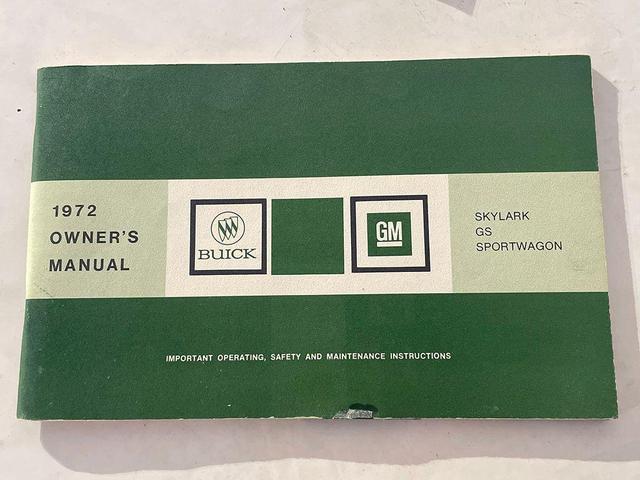 1972
OWNER'S
MANUAL
BUICK
GM
SKYLARK
GS
SPORTWAGON
IMPORTANT OPERATING, SAFETY AND MAINTENANCE INSTRUCTIONS